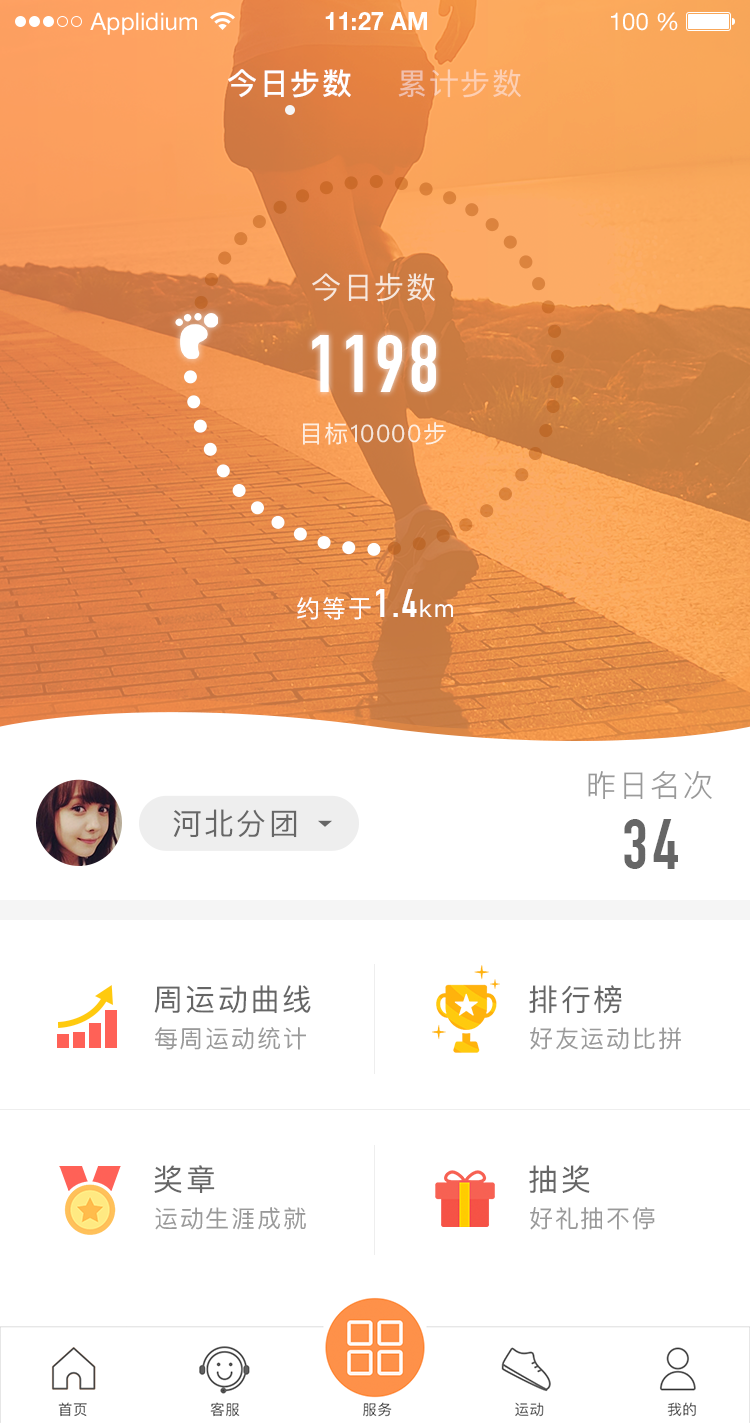 Applidium 11:27 AM 100 %
今日步数 累计步数
今日步数
1198
目标10000步
约等于1.4km
昨日名次
河北分团
34
周运动曲线 排行榜
每周运动统计 好友运动比拼
奖章 抽奖
运动生涯成就 好礼抽不停
首页 客服 服务 运动 我的